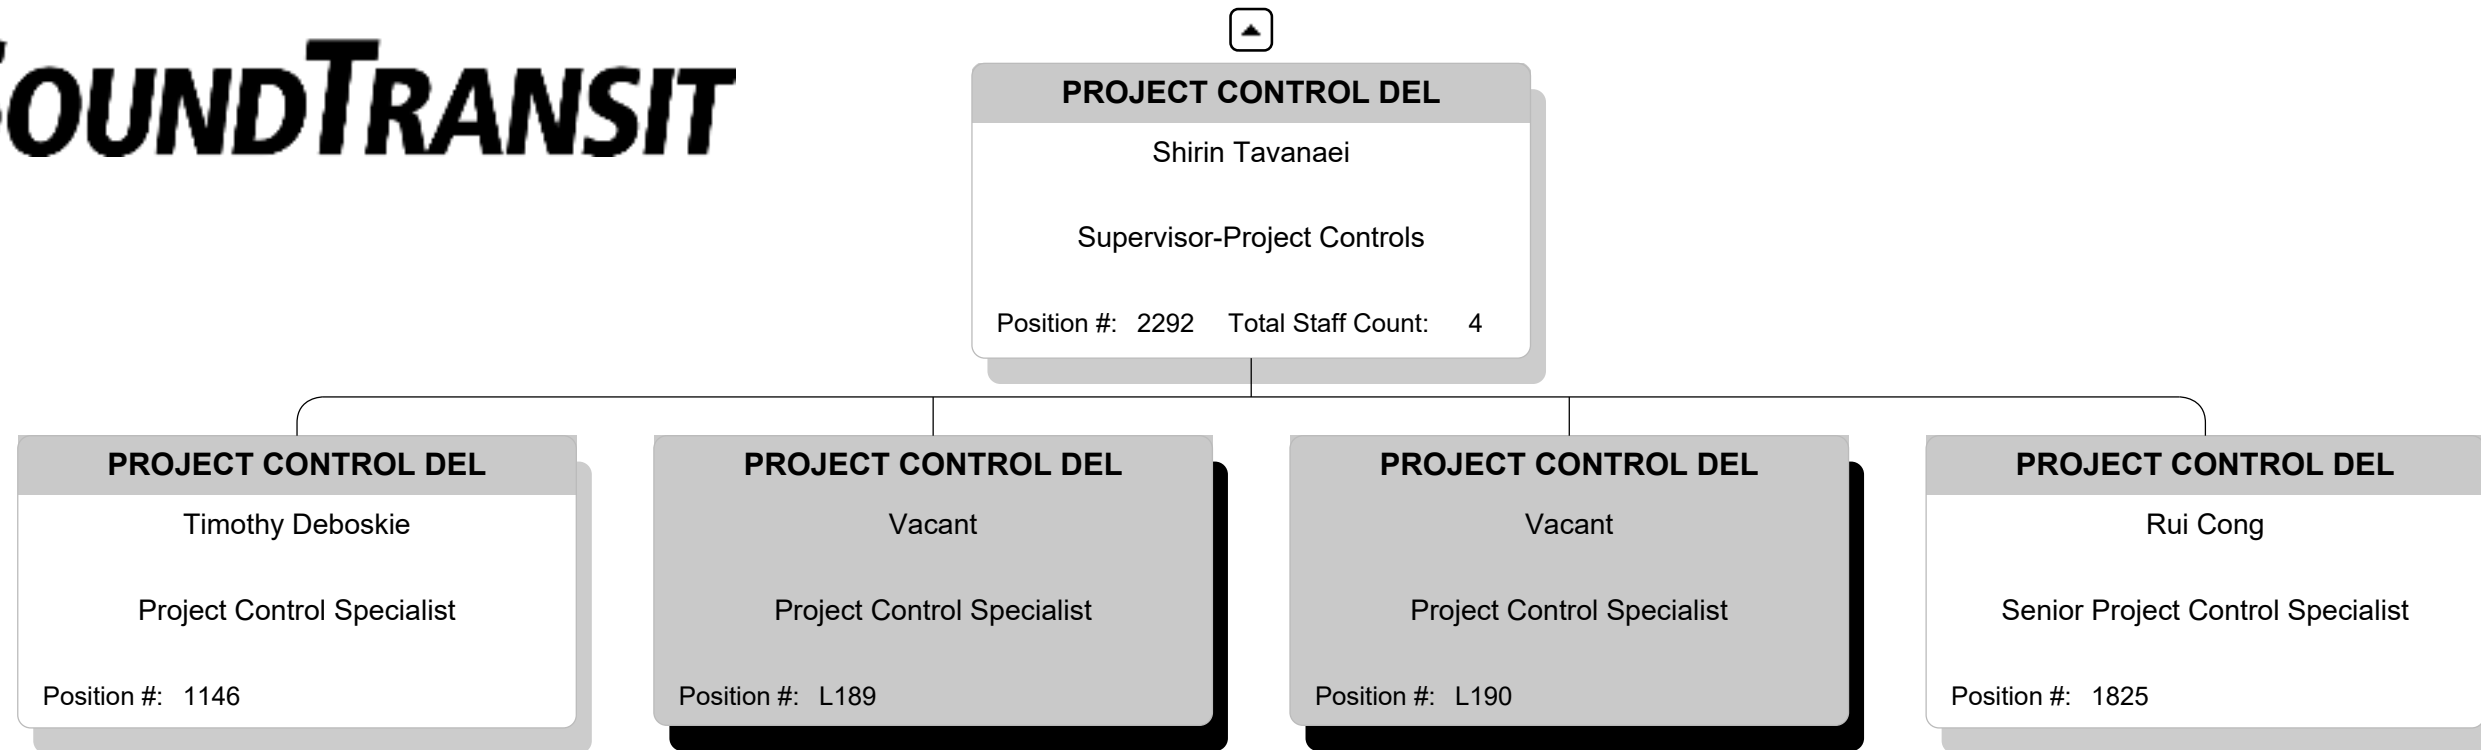 SOUNDTRANSIT
PROJECT CONTROL DEL
Shirin Tavanaei
Supervisor-Project Controls
Position #: 2292 Total Staff Count: 4
PROJECT CONTROL DEL
Timothy Deboskie
Project Control Specialist
Position #: 1146
PROJECT CONTROL DEL
Vacant
Project Control Specialist
Position #: L189
PROJECT CONTROL DEL
Vacant
Project Control Specialist
Position #: L190
PROJECT CONTROL DEL
Rui Cong
Senior Project Control Specialist
Position #: 1825